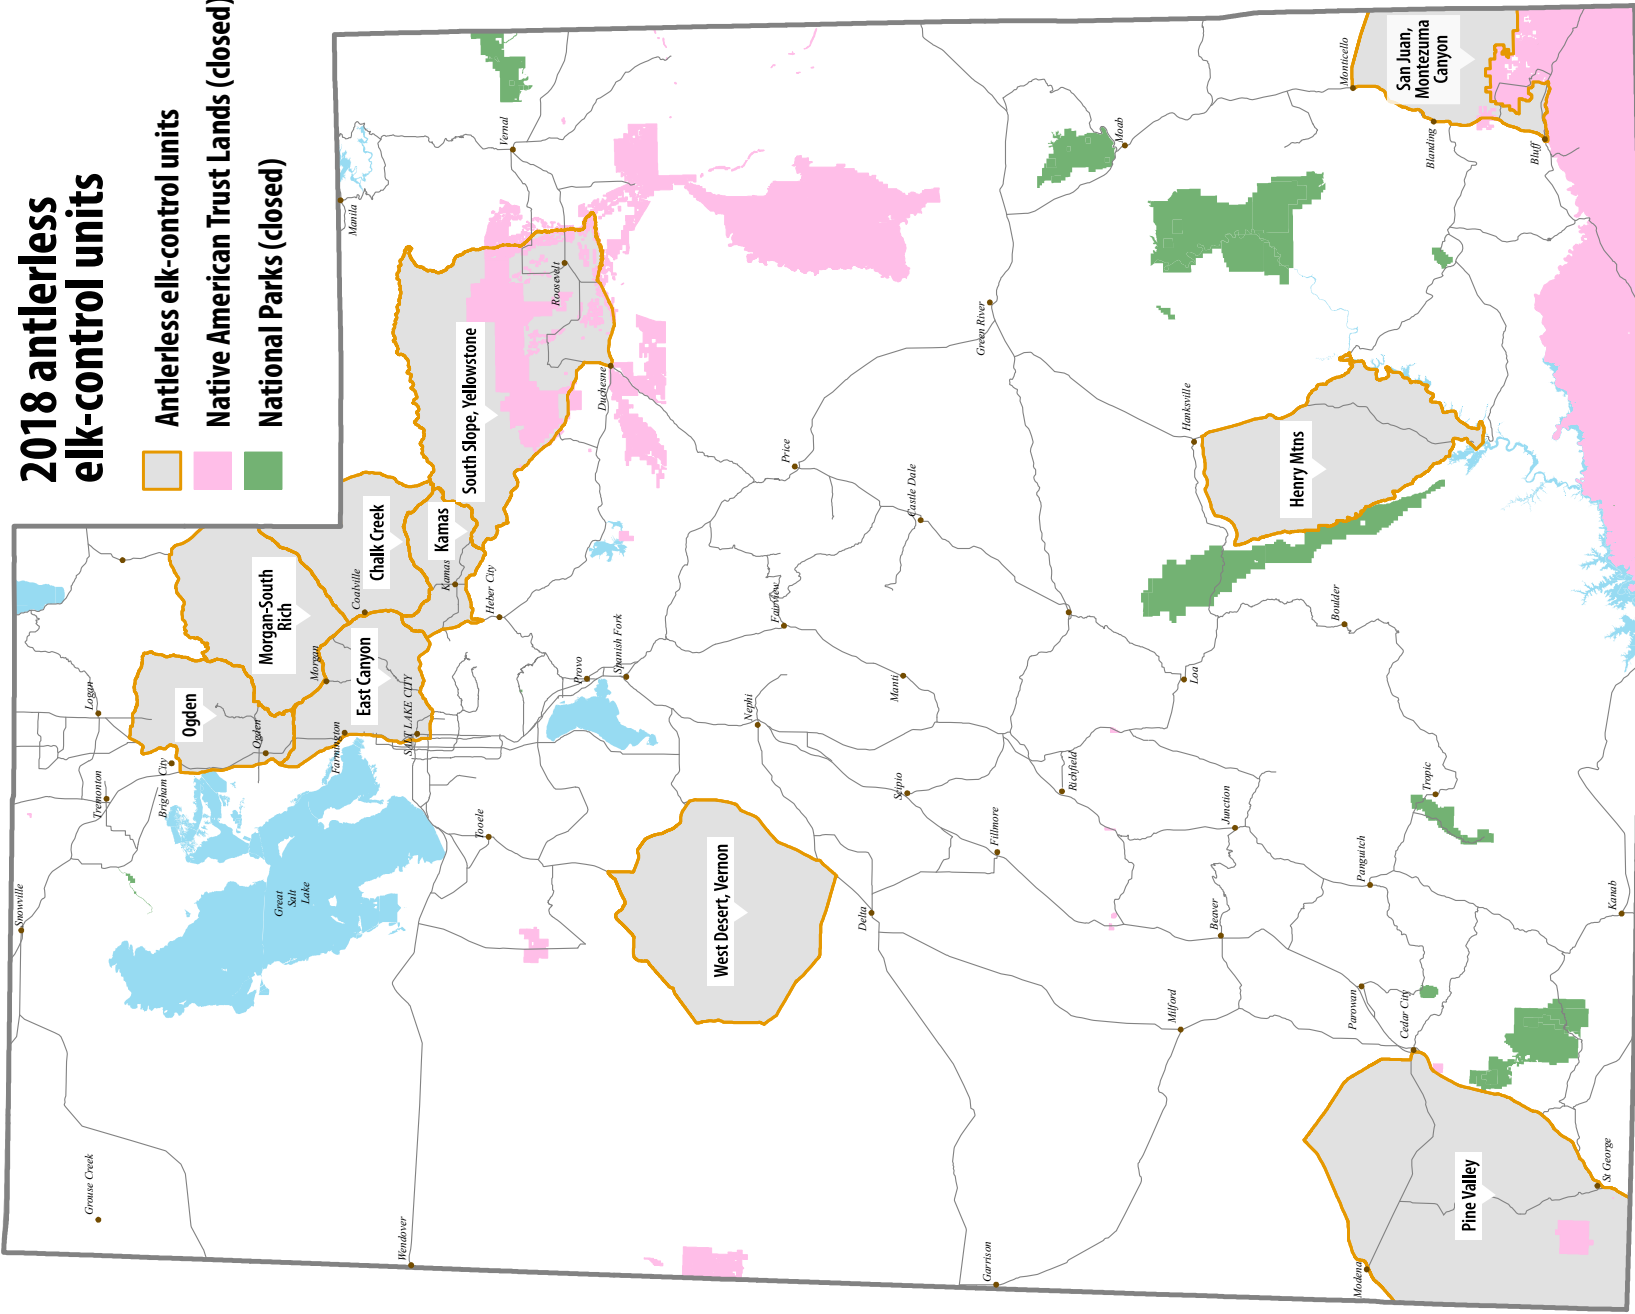 2018 antlerless
elk-control units
Antlerless elk-control units
Native American Trust Lands (closed)
National Parks (closed)
Snowville
Grouse Creek
Tremonton
Logan
Brigham City
Ogden
Ogden
Morgan-South
Rich
Morgan
Great
Salt
Lake
Farmington
East Canyon
Coalville
Chalk Creek
Manila
SALT LAKE CITY
Wendover
Kamas
Kamas
South Slope, Yellowstone
Tooele
Heber City
Vernal
Roosevelt
Duchesne
Provo
Spanish Fork
West Desert, Vernon
Nephi
Fairview
Price
Delta
Scipio
Manti
Castle Dale
Green River
Garrison
Fillmore
Richfield
Moab
Milford
Beaver
Junction
Loa
Hanksville
Henry Mtns
Monticello
San Juan,
Montezuma
Canyon
Blanding
Bluff
Boulder
Parowan
Panguitch
Modena
Cedar City
Tropic
Pine Valley
St George
Kanab